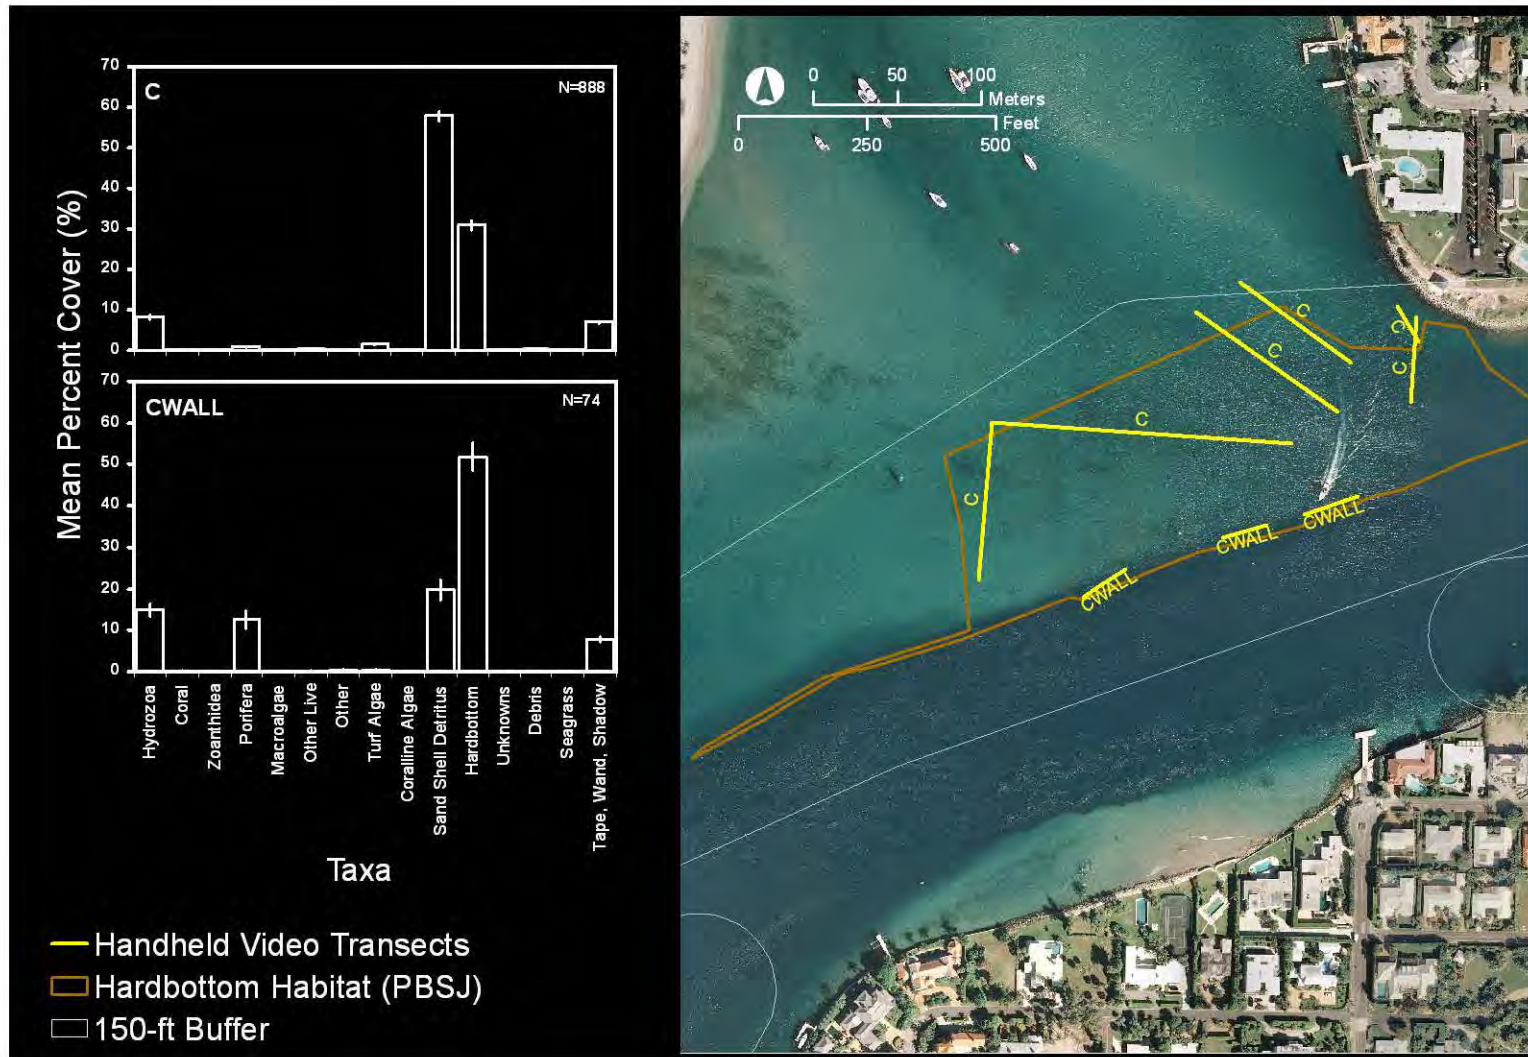 70
60
50
40
30
20
10
0
C
N=888
70
60
50
40
30
20
10
0
CWALL
N=74
Mean Percent Cover (%)
Hydrozoa
Coral
Zoanthidea
Porifera
Macroalgae
Other Live
Other
Turf Algae
Coralline Algae
Sand Shell Detritus
Hardbottom
Unknowns
Debris
Seagrass
Tape, Wand, Shadow
Taxa
Handheld Video Transects
Hardbottom Habitat (PBSJ)
150-ft Buffer
0 50 100
Meters
Feet
0 250 500
C
C
C
C
C
C
CWALL
CWALL
CWALL